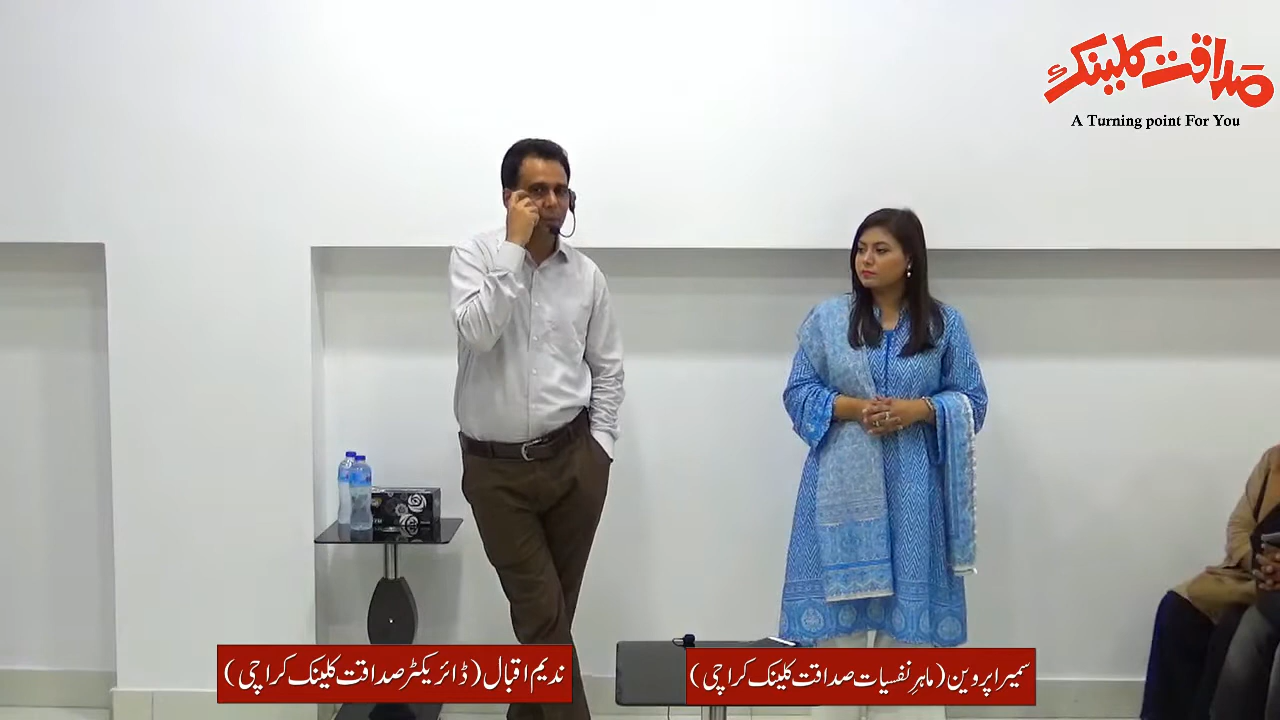 صداقت کلینک
A Turning point For You
ندیم اقبال (ڈائریکٹر صداقت کلینک کراچی)
سمیرا پروین (ماہرِ نفسیات صداقت کلینک کراچی)